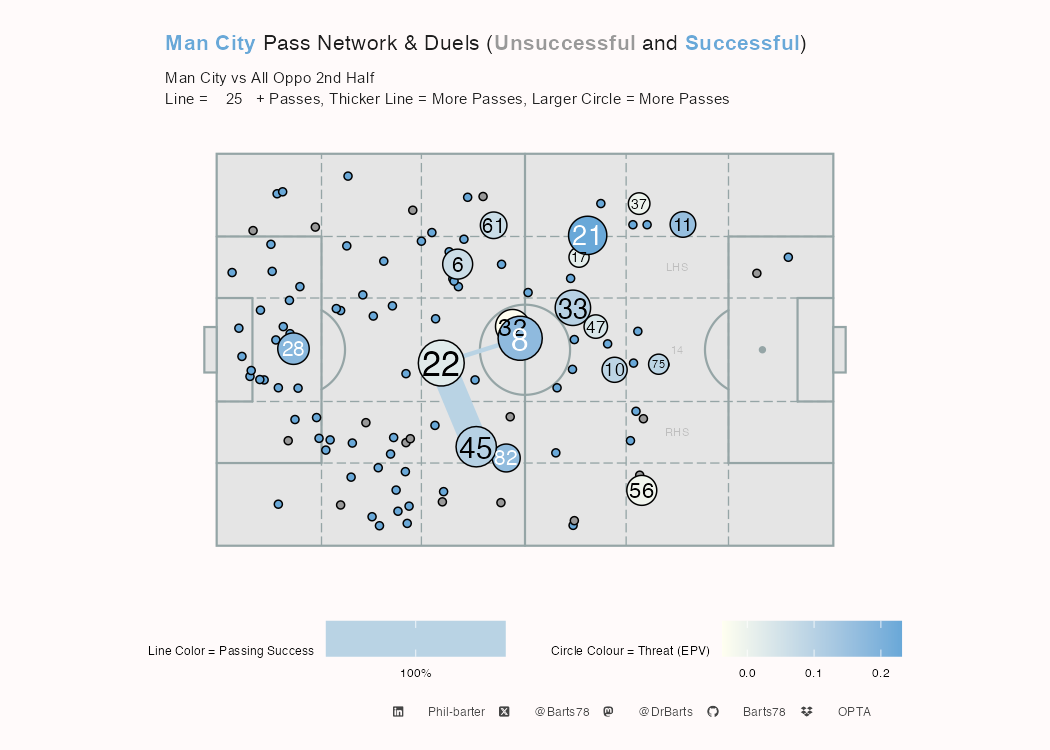 Man City Pass Network & Duels (Unsuccessful and Successful)
Man City vs All Oppo 2nd Half
Line = 25 + Passes, Thicker Line = More Passes, Larger Circle = More Passes
37
11
61
21
17
6
LHS
33
32
47
8
28
22
14
10
75
RHS
45
82
56
Line Color = Passing Success
100%
Circle Colour = Threat (EPV)
0.0 0.1 0.2
Phil-barter @Barts78 @DrBarts Barts78 OPTA